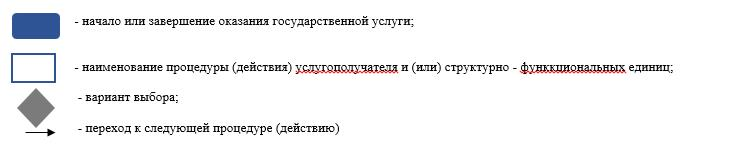 - начало или завершение оказания государственной услуги;
- наименование процедуры (действия) услугополучателя и (или) структурно - функкциональных единиц;
- вариант выбора;
- переход к следующей процедуре (действию)